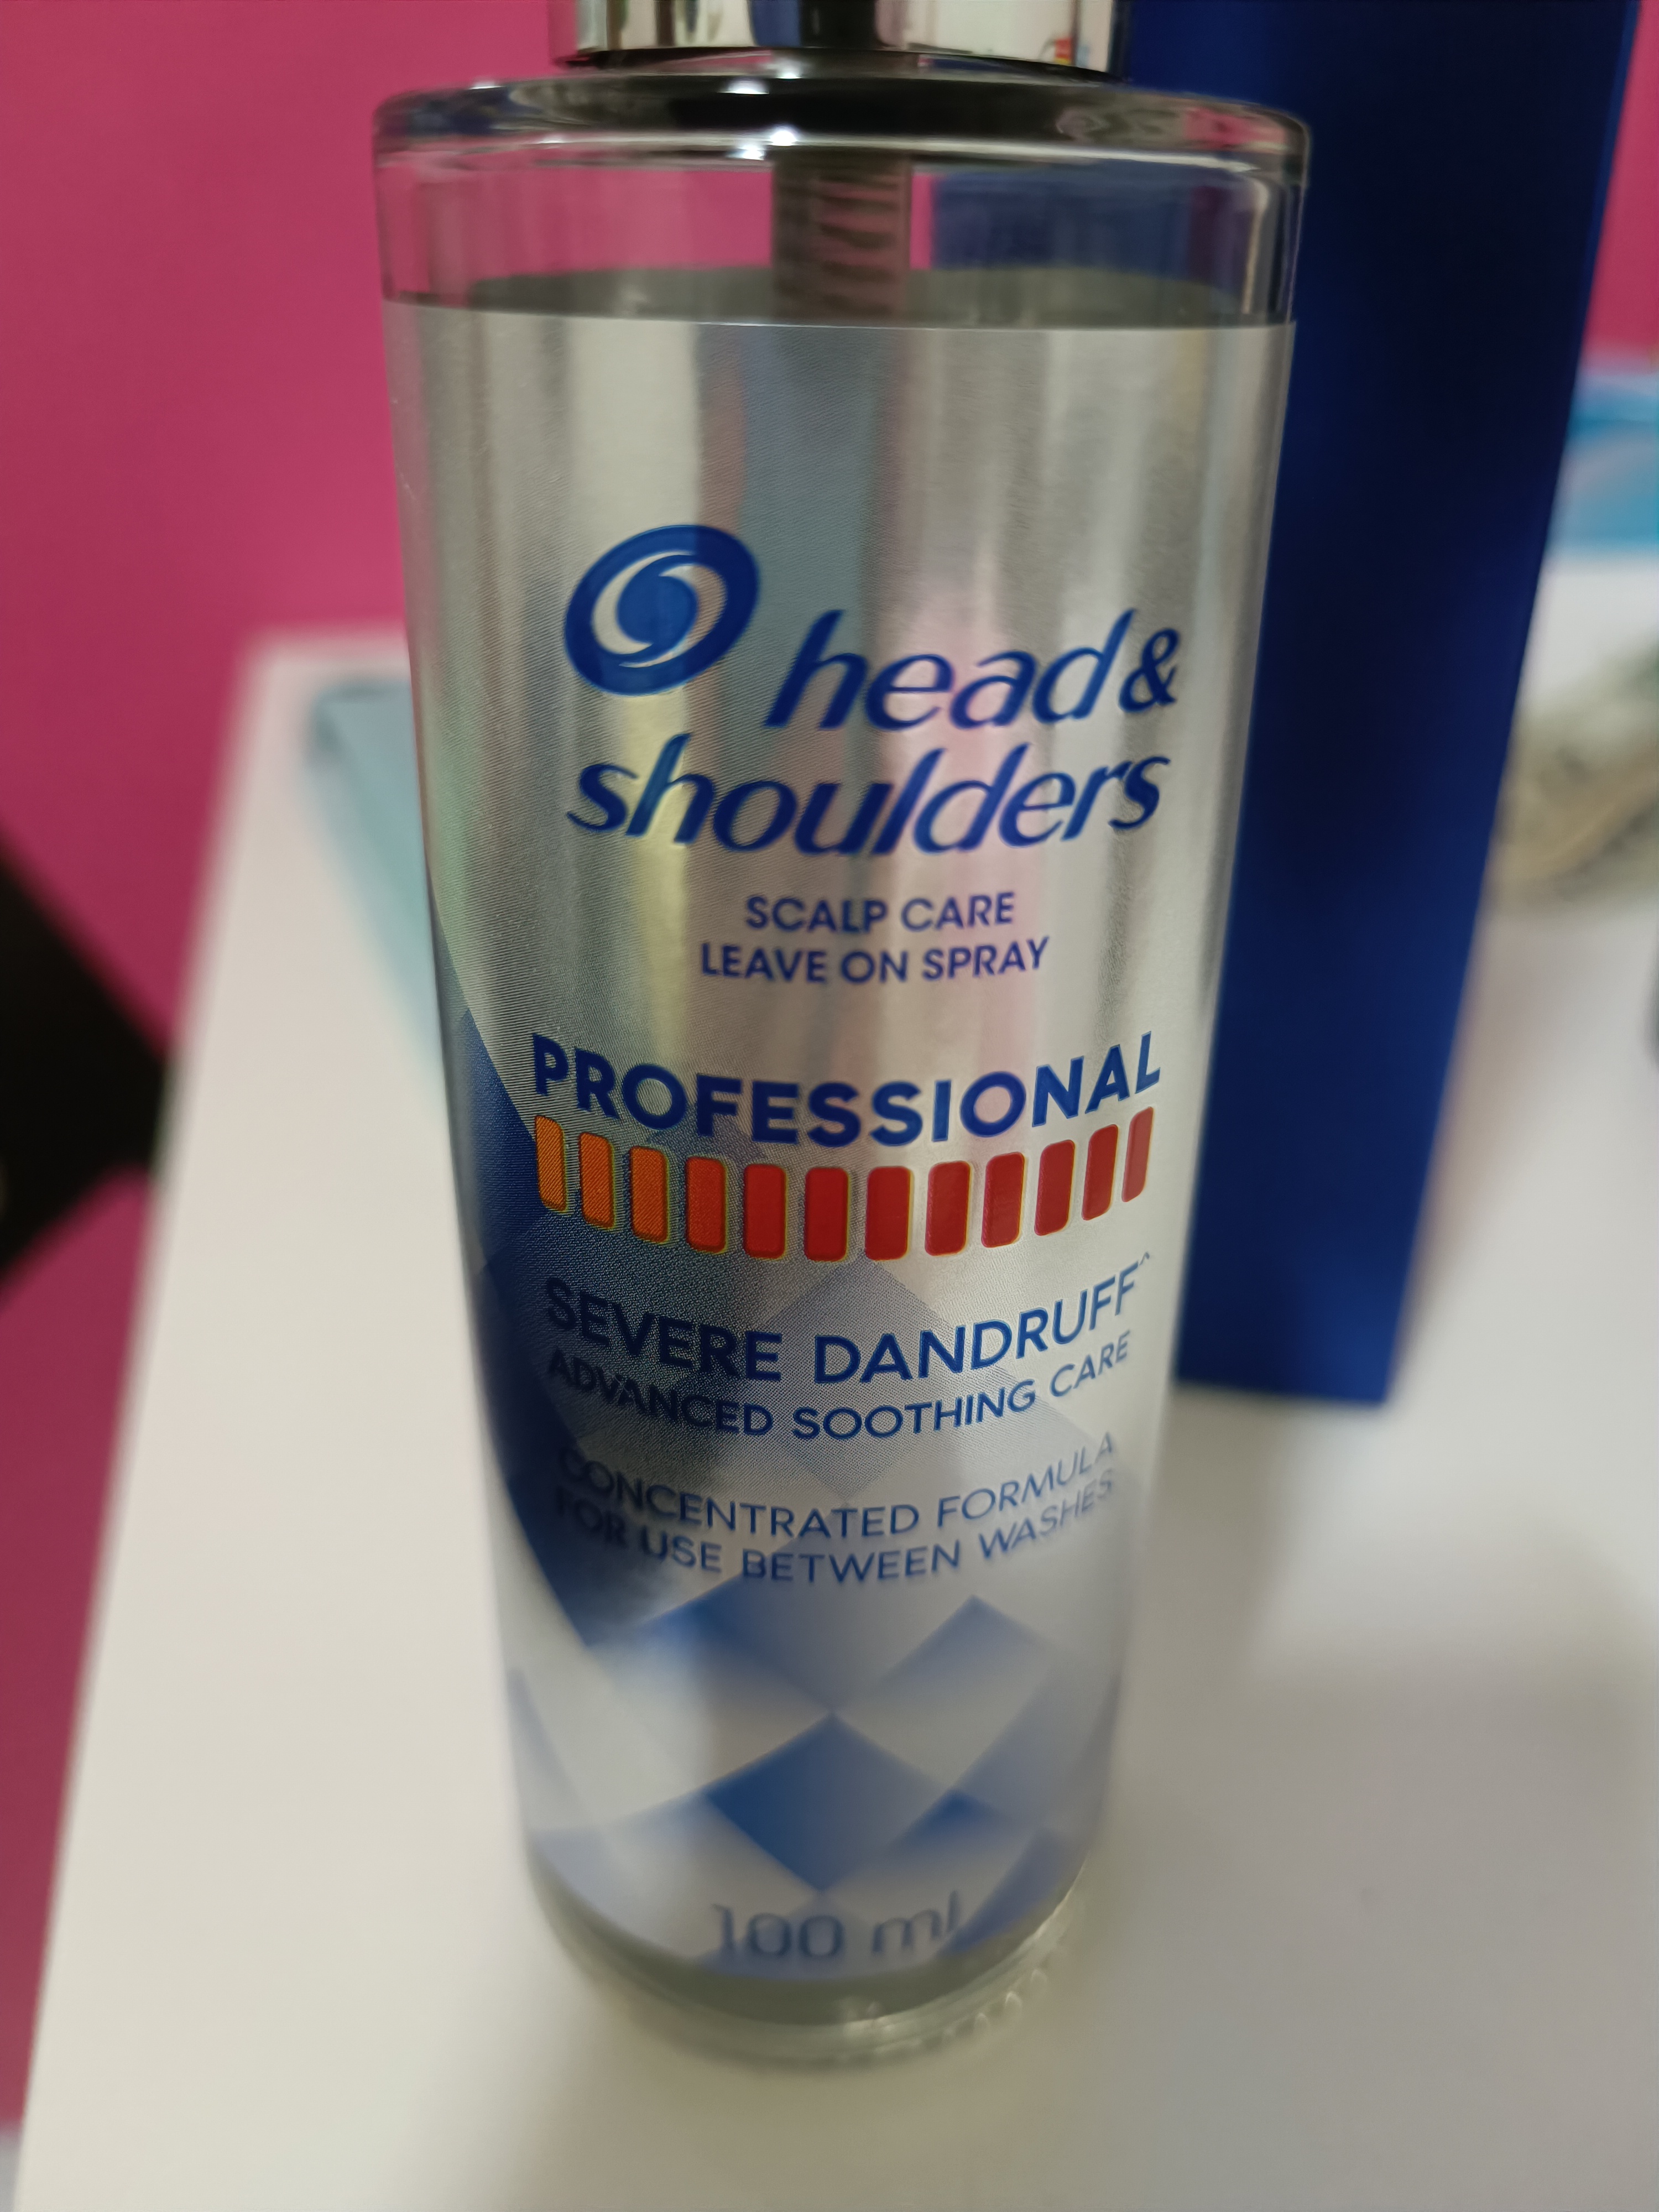 head &
shoulders
SCALP CARE
LEAVE ON SPRAY
PROFESSIONAL
SEVERE DANDRUFF^
ADVANCED SOOTHING CARE
CONCENTRATED FORMULA
FOR USE BETWEEN WASHES
100 ml